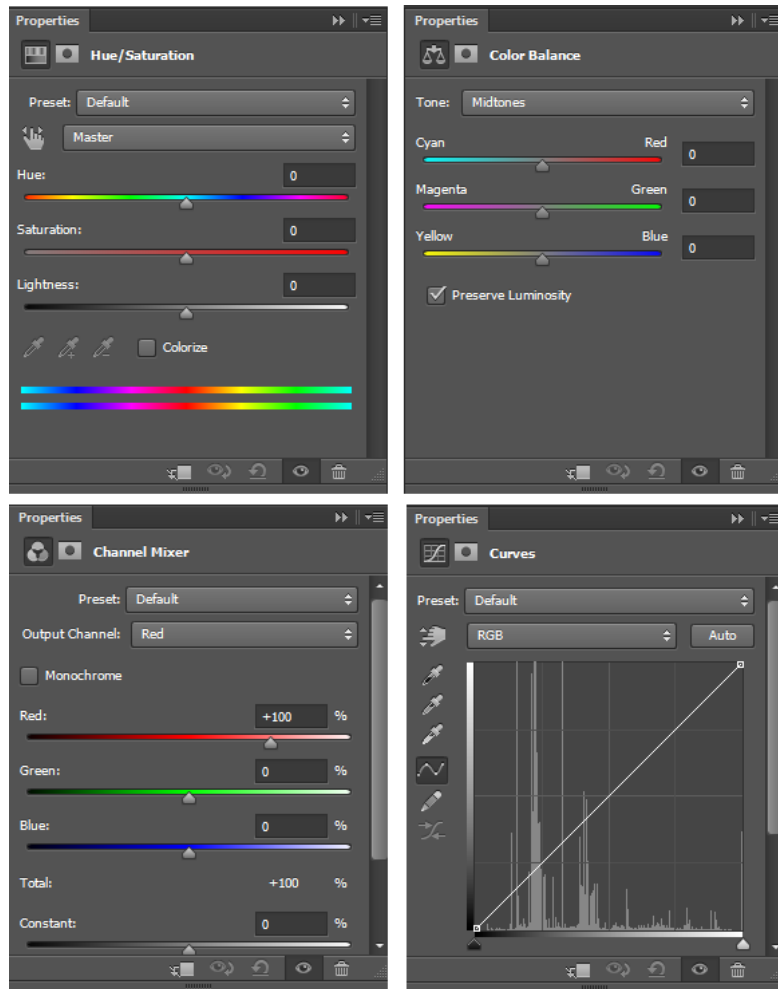 Properties
Hue/Saturation
Preset: Default
Master
Hue: 0
Saturation: 0
Lightness: 0
Colorize
Properties
Color Balance
Tone: Midtones
Cyan Red 0
Magenta Green 0
Yellow Blue 0
Preserve Luminosity
Properties
Channel Mixer
Preset: Default
Output Channel: Red
Monochrome
Red: +100 %
Green: 0 %
Blue: 0 %
Total: +100 %
Constant: 0 %
Properties
Curves
Preset: Default
RGB Auto